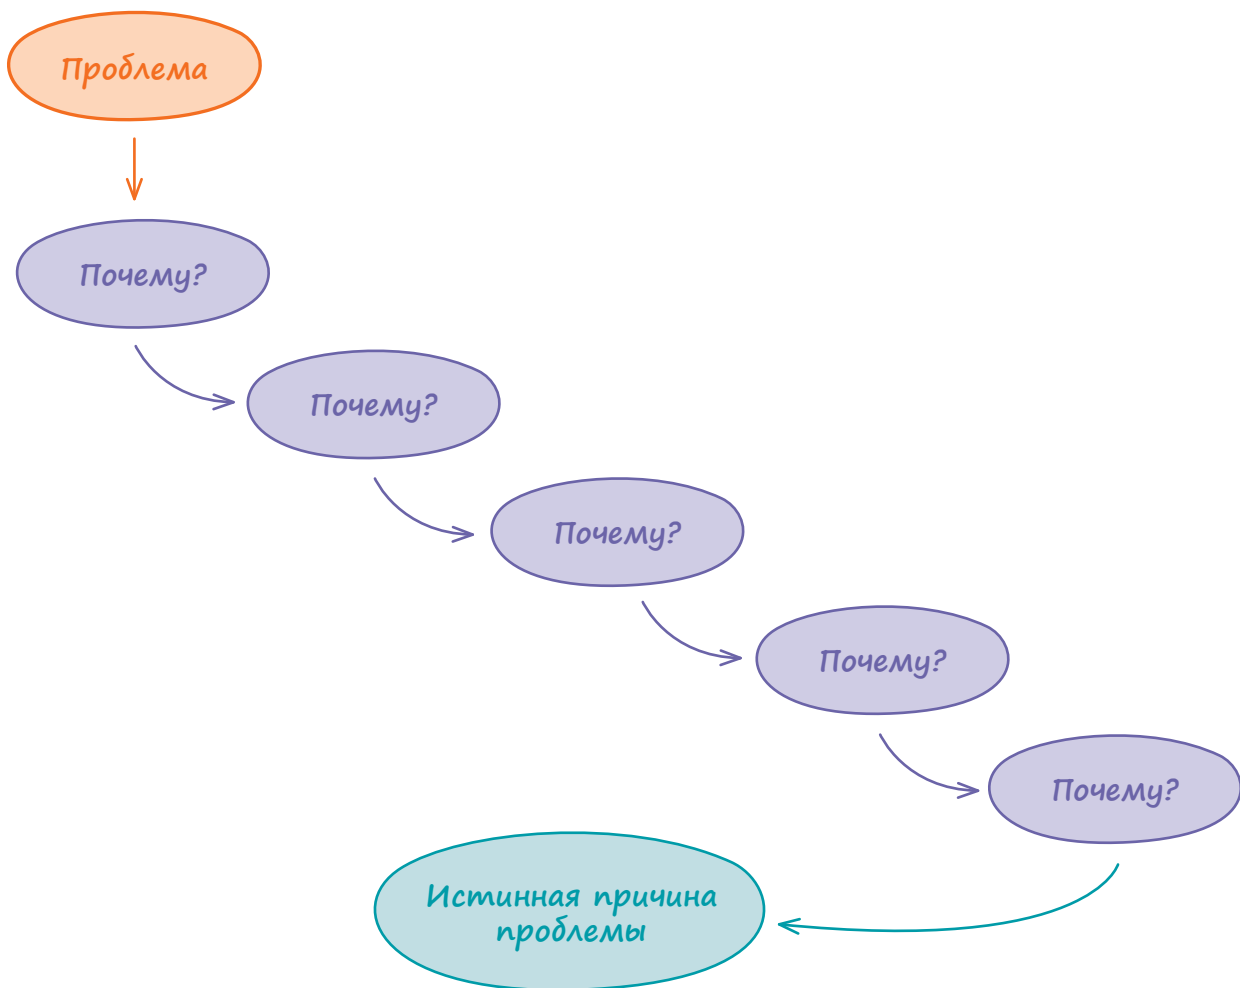 Проблема
Почему?
Почему?
Почему?
Почему?
Почему?
Истинная причина
проблемы